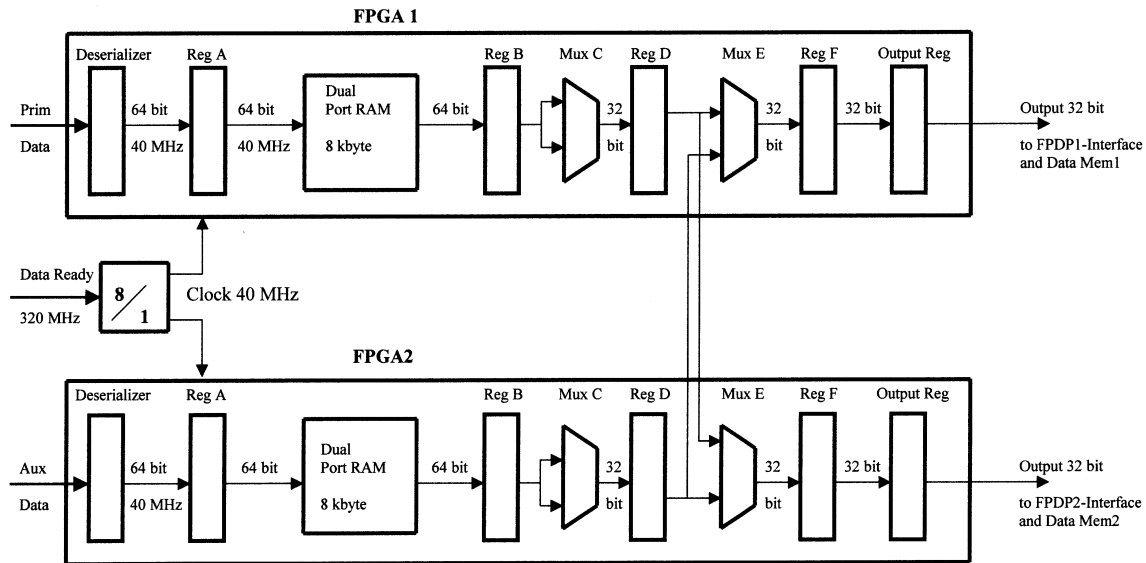 FPGA 1
Deserializer
Reg A
Dual
Port RAM
8 kbyte
Reg B
Mux C
Reg D
Mux E
Reg F
Output Reg
Prim
Data
64 bit
40 MHz
64 bit
40 MHz
64 bit
32
bit
32
bit
32 bit
Output 32 bit
to FPDP1-Interface
and Data Mem1
Data Ready
320 MHz
8
1
Clock 40 MHz
FPGA2
Deserializer
Reg A
Dual
Port RAM
8 kbyte
Reg B
Mux C
Reg D
Mux E
Reg F
Output Reg
Aux
Data
64 bit
40 MHz
64 bit
64 bit
32
bit
32
bit
32 bit
Output 32 bit
to FPDP2-Interface
and Data Mem2